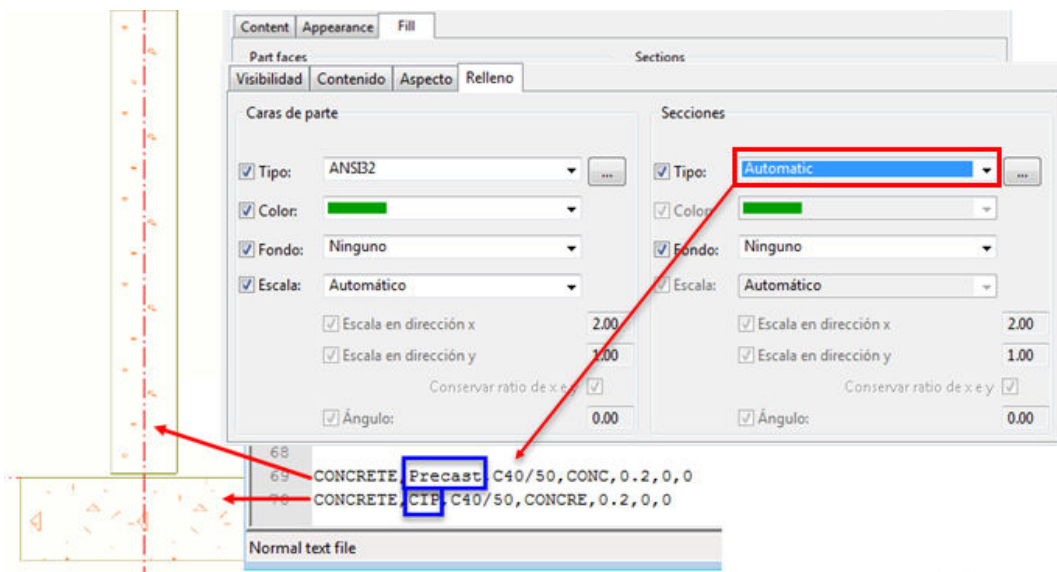 Content Appearance Fill
Part faces Sections
Visibilidad Contenido Aspecto Relleno
Caras de parte Secciones
Tipo: ANSI32 ... Tipo: Automatic ...
Color: Color:
Fondo: Ninguno Fondo: Ninguno
Escala: Automático Escala: Automático
Escala en dirección x 2.00 Escala en dirección x 2.00
Escala en dirección y 1.00 Escala en dirección y 1.00
Conservar ratio de x e y Conservar ratio de x e y
Ángulo: 0.00 Ángulo: 0.00
68
69 CONCRETE,Precast,C40/50,CONC,0.2,0,0
70 CONCRETE,CIP,C40/50,CONCRE,0.2,0,0
Normal text file